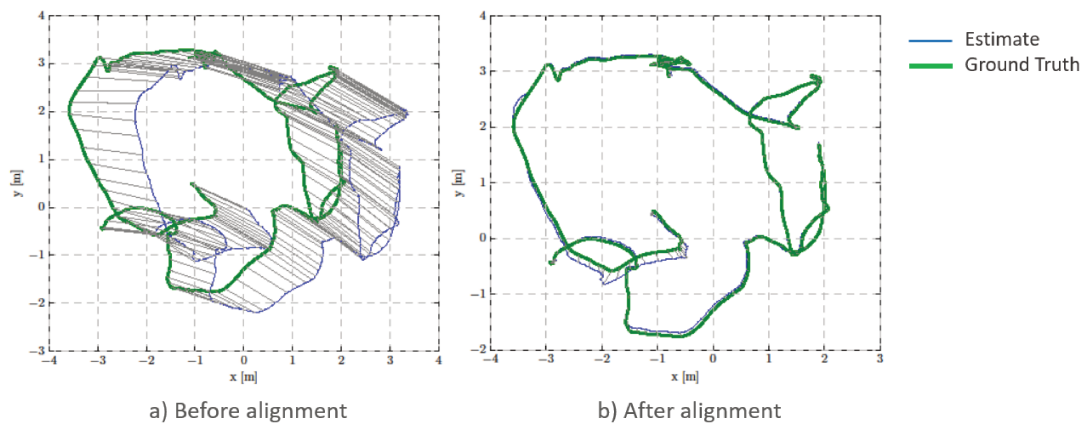 4
3
2
1
0
−1
−2
−3
y [m]
−4 −3 −2 −1 0 1 2 3 4
x [m]
a) Before alignment
4
3
2
1
0
−1
−2
y [m]
−4 −3 −2 −1 0 1 2 3
x [m]
b) After alignment
Estimate
Ground Truth